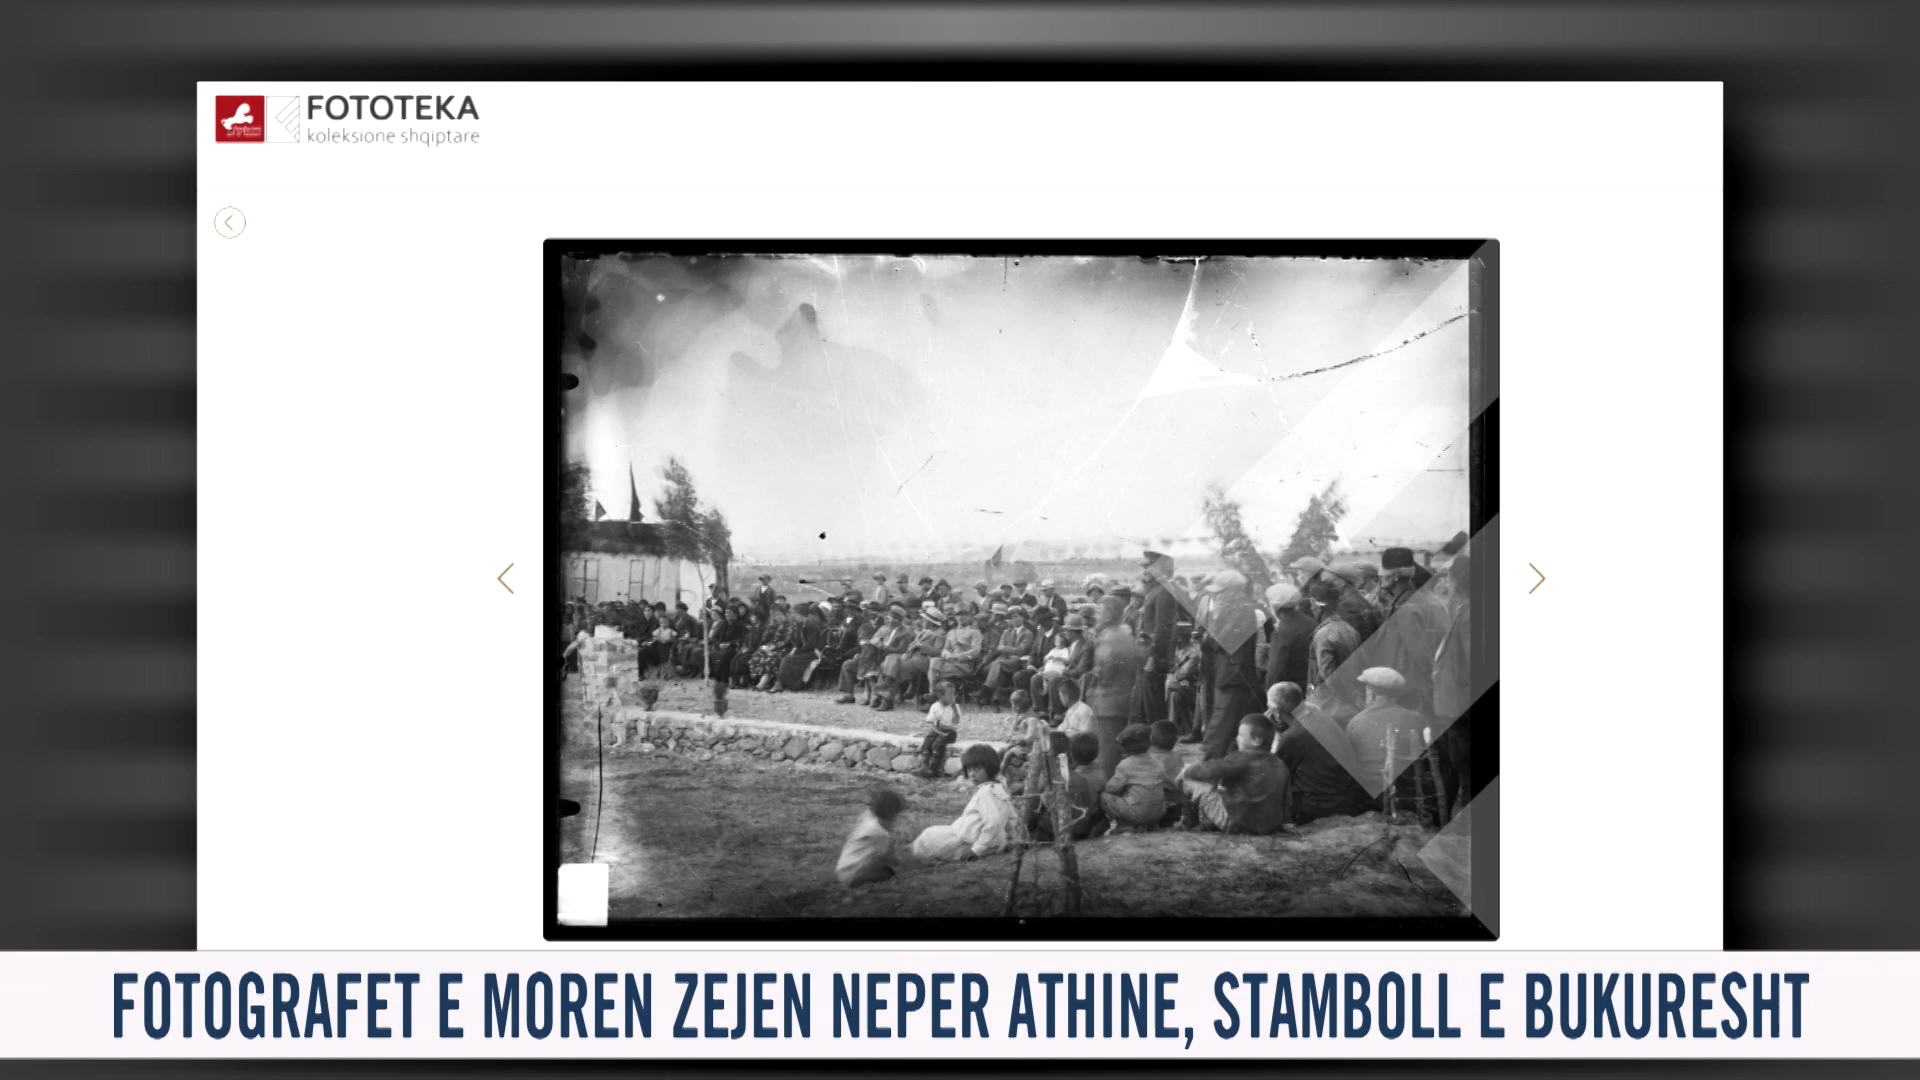 FOTOTEKA
koleksione shqiptare
FOTOGRAFET E MOREN ZEJEN NEPER ATHINE, STAMBOLL E BUKURESHT